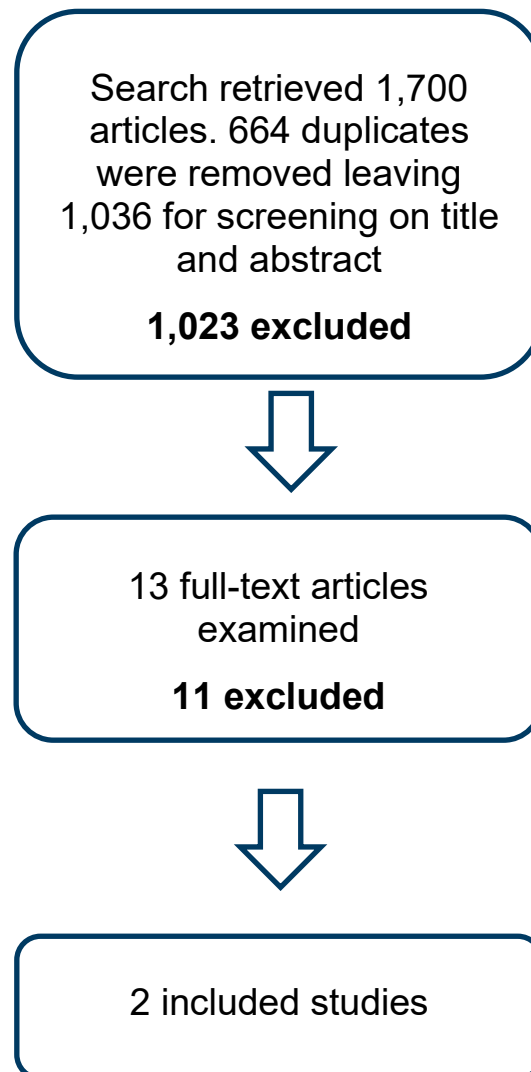 Search retrieved 1,700
articles. 664 duplicates
were removed leaving
1,036 for screening on title
and abstract
1,023 excluded
13 full-text articles
examined
11 excluded
2 included studies